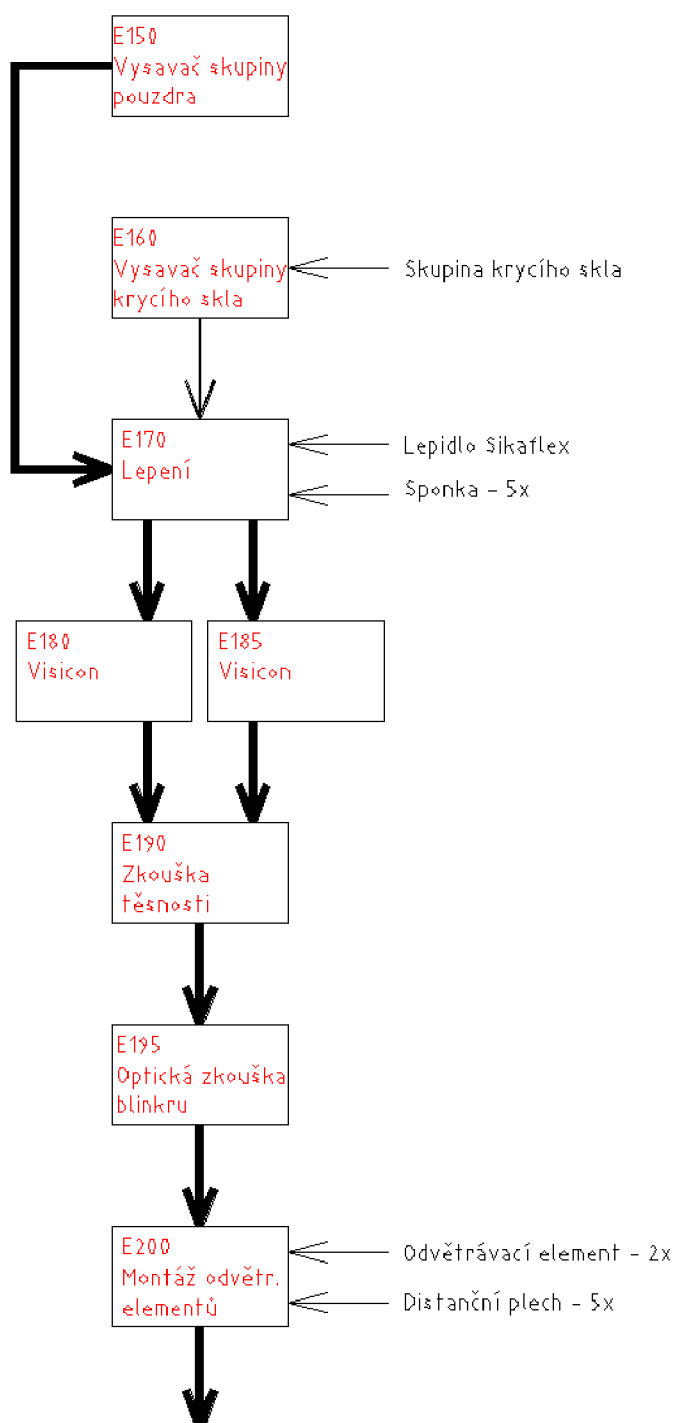 E150
Vysavač skupiny
pouzdra
E160
Vysavač skupiny
krycího skla
Skupina krycího skla
E170
Lepení
Lepidlo Sikaflex
Sponka - 5x
E180
Visicon
E185
Visicon
E190
Zkouška
těsnosti
E195
Optická zkouška
blinkru
E200
Montáž odvětr.
elementů
Odvětrávací element - 2x
Distanční plech - 5x